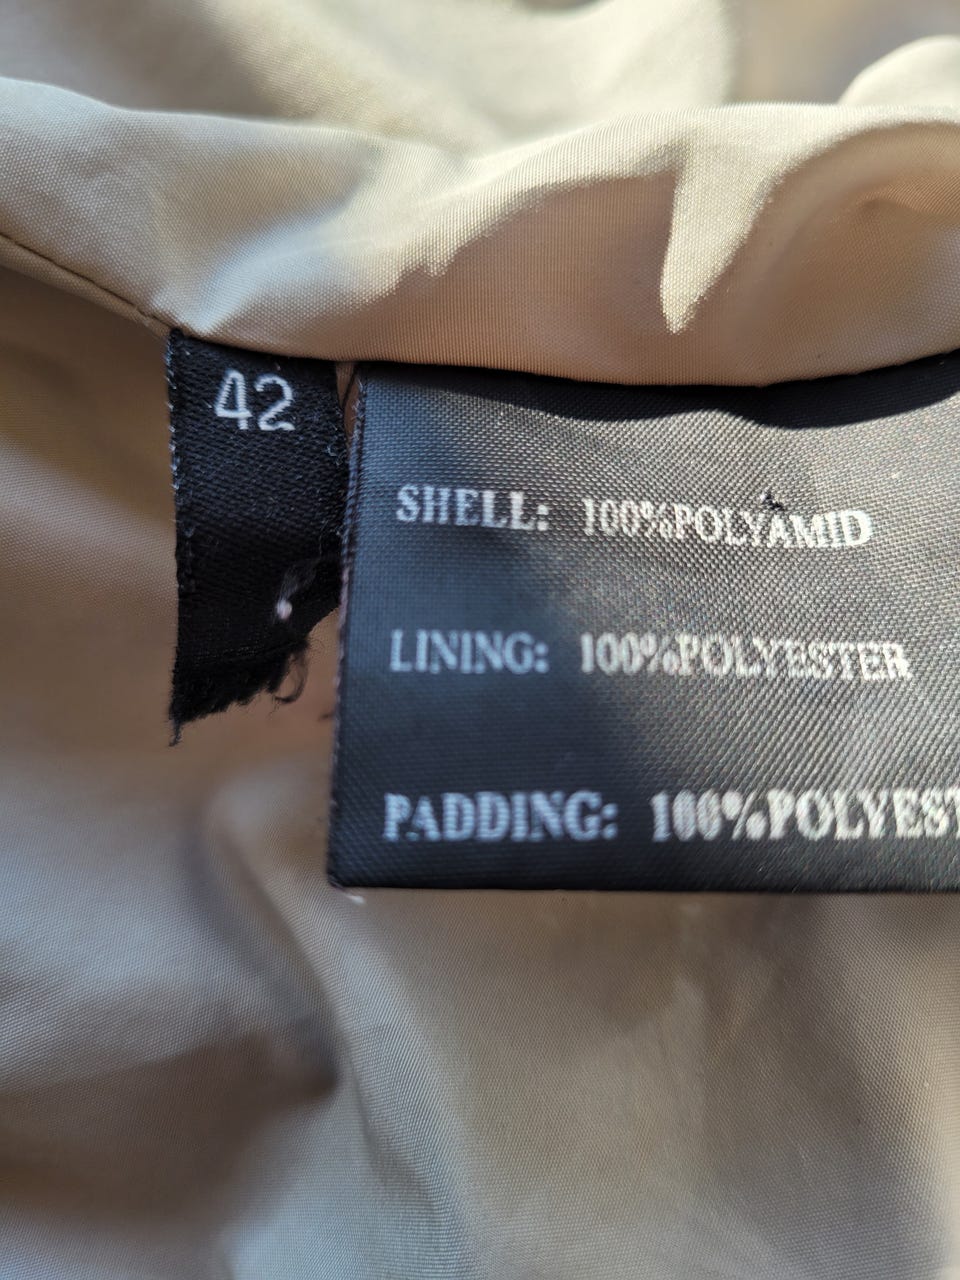 42
SHELL: 100%POLYAMID
LINING: 100%POLYESTER
PADDING: 100%POLYEST